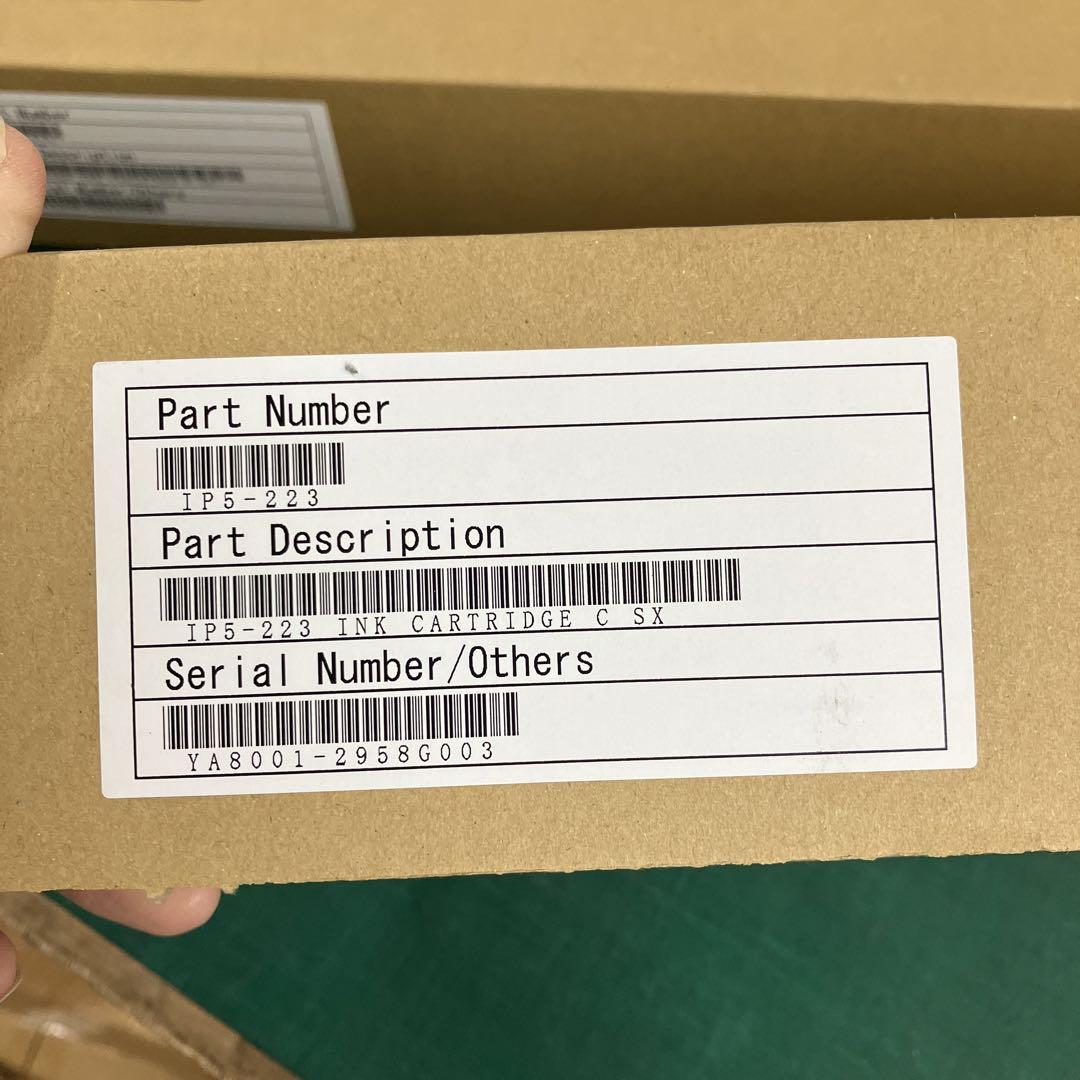 Part Number
IP5-223
Part Description
IP5-223 INK CARTRIDGE C SX
Serial Number/Others
YA8001-2958G003